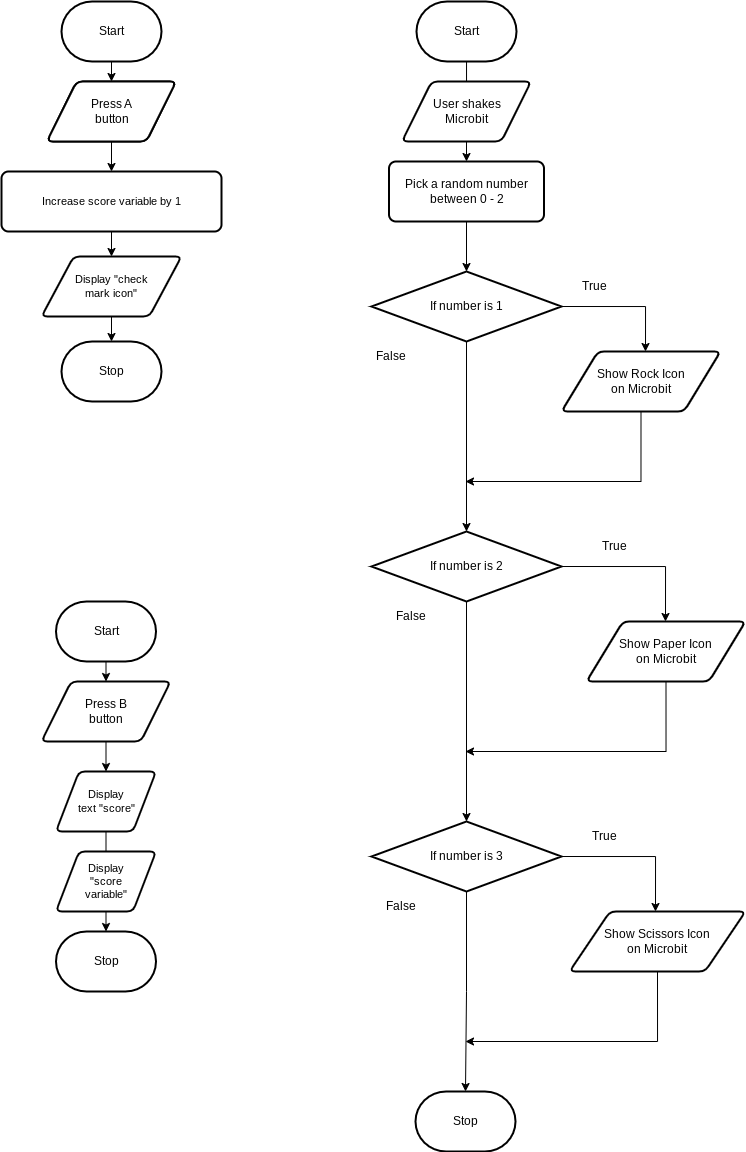 Start
Press A
button
Increase score variable by 1
Display "check
mark icon"
Stop
Start
Press B
button
Display
text "score"
Display
"score
variable"
Stop
Start
User shakes
Microbit
Pick a random number
between 0 - 2
If number is 1
True
False
Show Rock Icon
on Microbit
If number is 2
True
False
Show Paper Icon
on Microbit
If number is 3
True
False
Show Scissors Icon
on Microbit
Stop